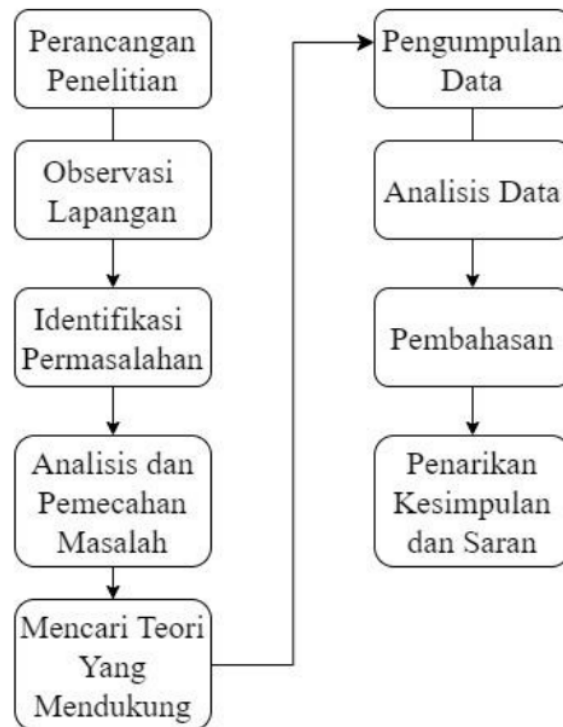 Perancangan
Penelitian
Observasi
Lapangan
Identifikasi
Permasalahan
Analisis dan
Pemecahan
Masalah
Mencari Teori
Yang
Mendukung
Pengumpulan
Data
Analisis Data
Pembahasan
Penarikan
Kesimpulan
dan Saran